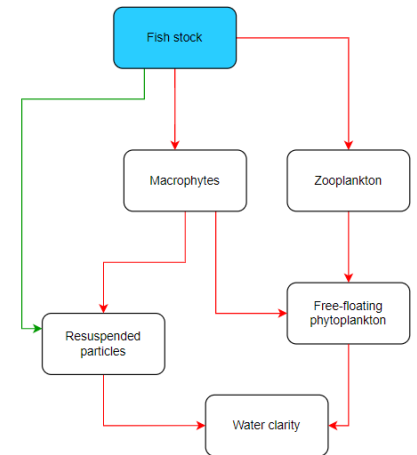 Fish stock
Macrophytes
Zooplankton
Free-floating
phytoplankton
Resuspended
particles
Water clarity